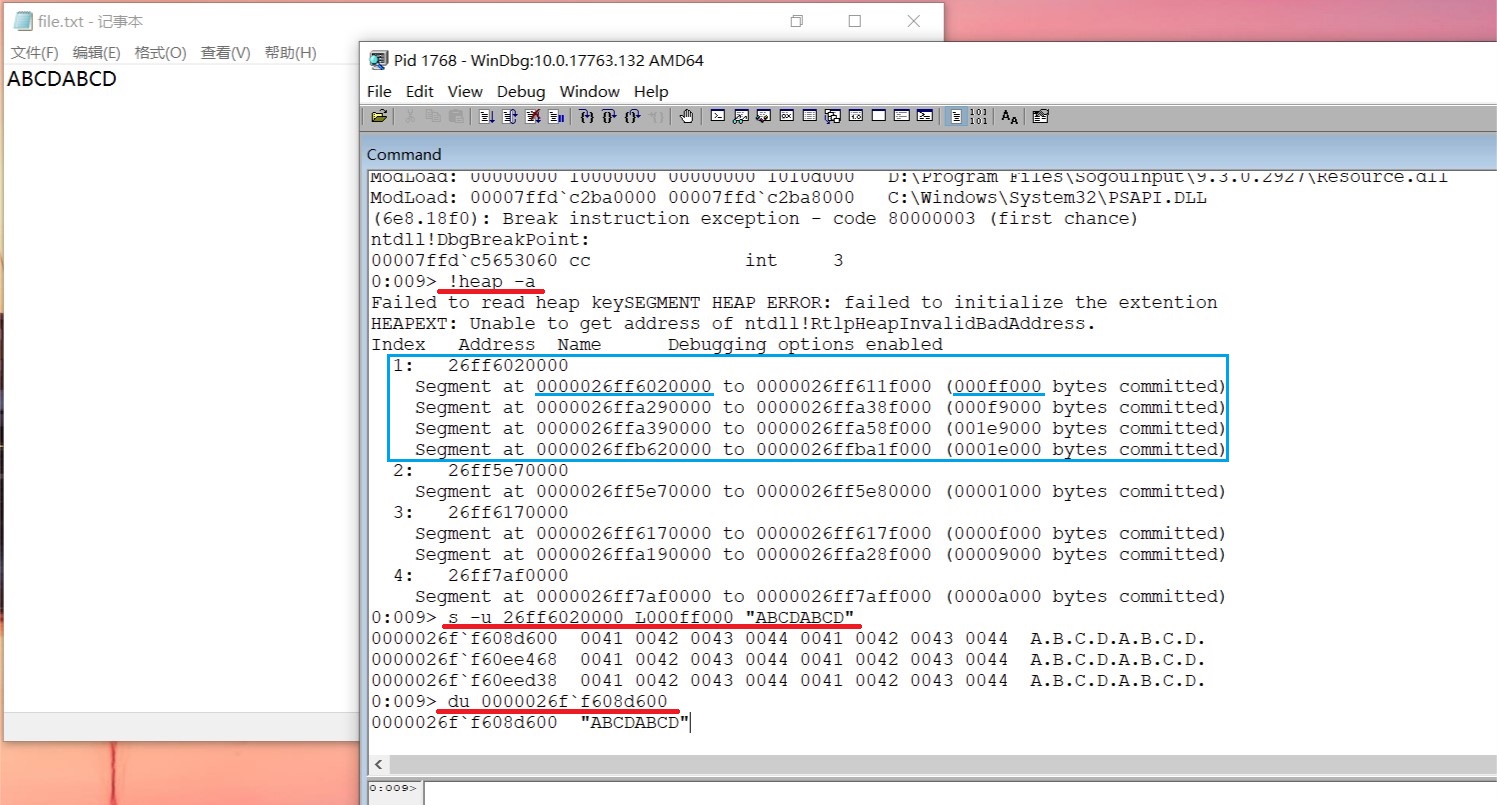 file.txt - 记事本
文件(F) 编辑(E) 格式(O) 查看(V) 帮助(H)
ABCDABCD
Pid 1768 - WinDbg:10.0.17763.132 AMD64
File Edit View Debug Window Help
Command
ModLoad: 00000000`10000000 00000000`1010d000   D:\Program Files\SogouInput\9.3.0.2927\Resource.dll
ModLoad: 00007ffd`c2ba0000 00007ffd`c2ba8000   C:\Windows\System32\PSAPI.DLL
(6e8.18f0): Break instruction exception - code 80000003 (first chance)
ntdll!DbgBreakPoint:
00007ffd`c5653060 cc              int     3
0:009> !heap -a
Failed to read heap keySEGMENT HEAP ERROR: failed to initialize the extention
HEAPEXT: Unable to get address of ntdll!RtlpHeapInvalidBadAddress.
Index   Address  Name      Debugging options enabled
  1:   26ff6020000
    Segment at 0000026ff6020000 to 0000026ff611f000 (000ff000 bytes committed)
    Segment at 0000026ffa290000 to 0000026ffa38f000 (000f9000 bytes committed)
    Segment at 0000026ffa390000 to 0000026ffa58f000 (001e9000 bytes committed)
    Segment at 0000026ffb620000 to 0000026ffba1f000 (0001e000 bytes committed)
  2:   26ff5e70000
    Segment at 0000026ff5e70000 to 0000026ff5e80000 (00001000 bytes committed)
  3:   26ff6170000
    Segment at 0000026ff6170000 to 0000026ff617f000 (0000f000 bytes committed)
    Segment at 0000026ffa190000 to 0000026ffa28f000 (00009000 bytes committed)
  4:   26ff7af0000
    Segment at 0000026ff7af0000 to 0000026ff7aff000 (0000a000 bytes committed)
0:009> s -u 26ff6020000 L000ff000 "ABCDABCD"
0000026f`f608d600  0041 0042 0043 0044 0041 0042 0043 0044  A.B.C.D.A.B.C.D.
0000026f`f60ee468  0041 0042 0043 0044 0041 0042 0043 0044  A.B.C.D.A.B.C.D.
0000026f`f60eed38  0041 0042 0043 0044 0041 0042 0043 0044  A.B.C.D.A.B.C.D.
0:009> du 0000026f`f608d600
0000026f`f608d600  "ABCDABCD"
0:009>